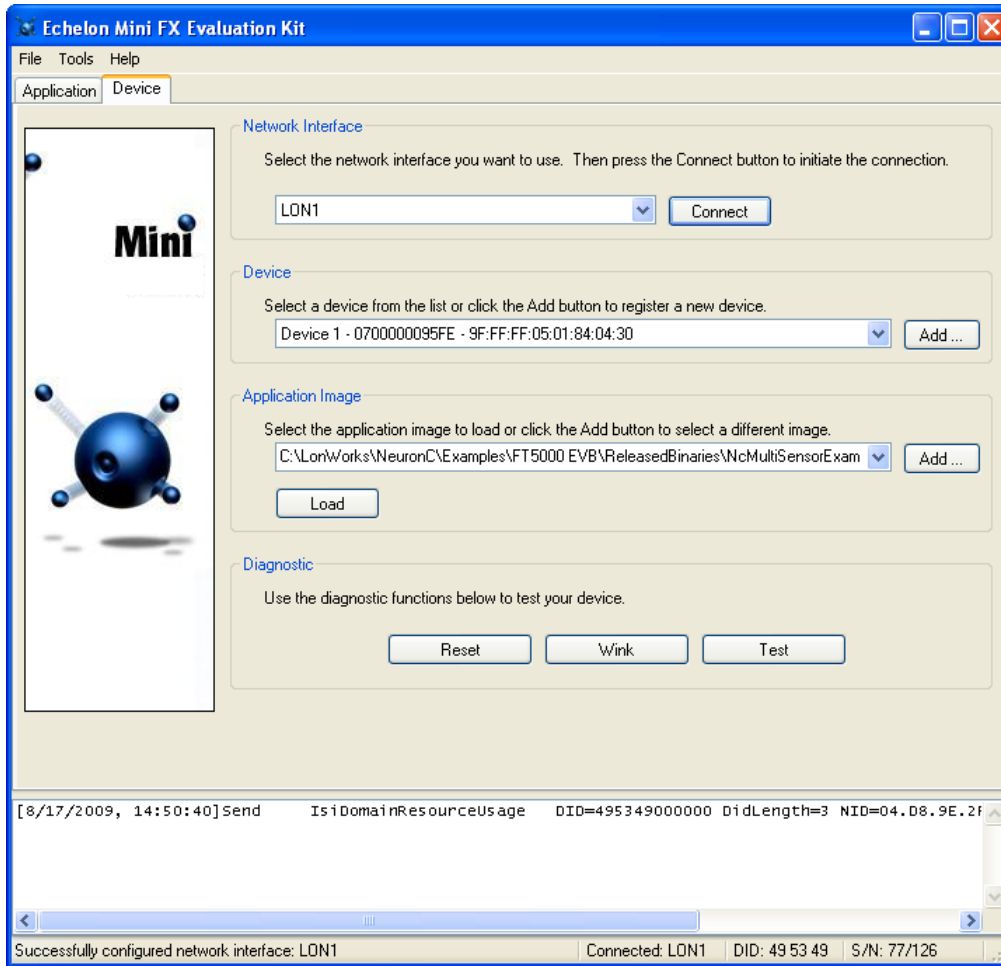 Echelon Mini FX Evaluation Kit
File Tools Help
Application Device
Mini
Network Interface
Select the network interface you want to use. Then press the Connect button to initiate the connection.
LON1 Connect
Device
Select a device from the list or click the Add button to register a new device.
Device 1 - 0700000095FE - 9F:FF:FF:05:01:84:04:30 Add ...
Application Image
Select the application image to load or click the Add button to select a different image.
C:\LonWorks\NeuronC\Examples\FT5000 EVB\ReleasedBinaries\NcMultiSensorExam Add ...
Load
Diagnostic
Use the diagnostic functions below to test your device.
Reset Wink Test
[8/17/2009, 14:50:40]Send IsiDomainResourceUsage DID=495349000000 DidLength=3 NID=04.D8.9E.2F
Successfully configured network interface: LON1 Connected: LON1 DID: 49 53 49 S/N: 77/126